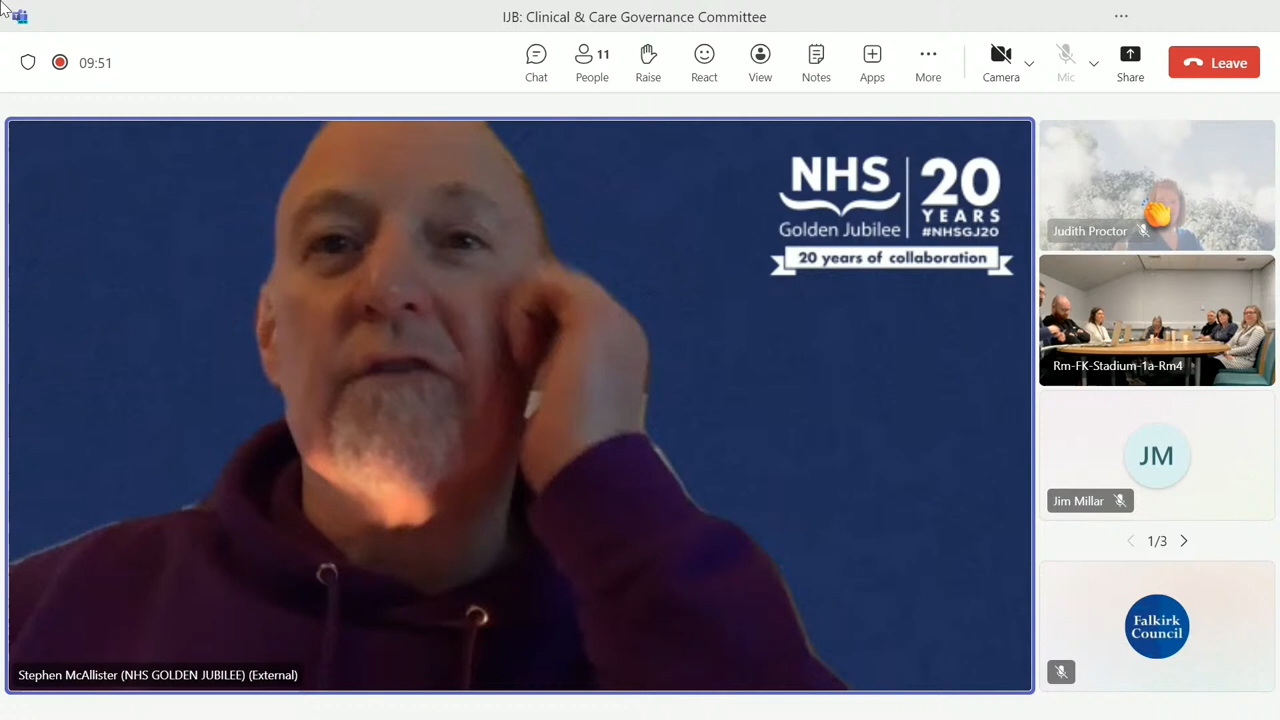 IJB: Clinical & Care Governance Committee
09:51
Chat
People
11
Raise
React
View
Notes
Apps
More
Camera
Mic
Share
Leave
NHS
Golden Jubilee
20
YEARS
#NHSGJ20
20 years of collaboration
Stephen McAllister (NHS GOLDEN JUBILEE) (External)
Judith Proctor
Rm-FK-Stadium-1a-Rm4
JM
Jim Millar
1/3
Falkirk
Council